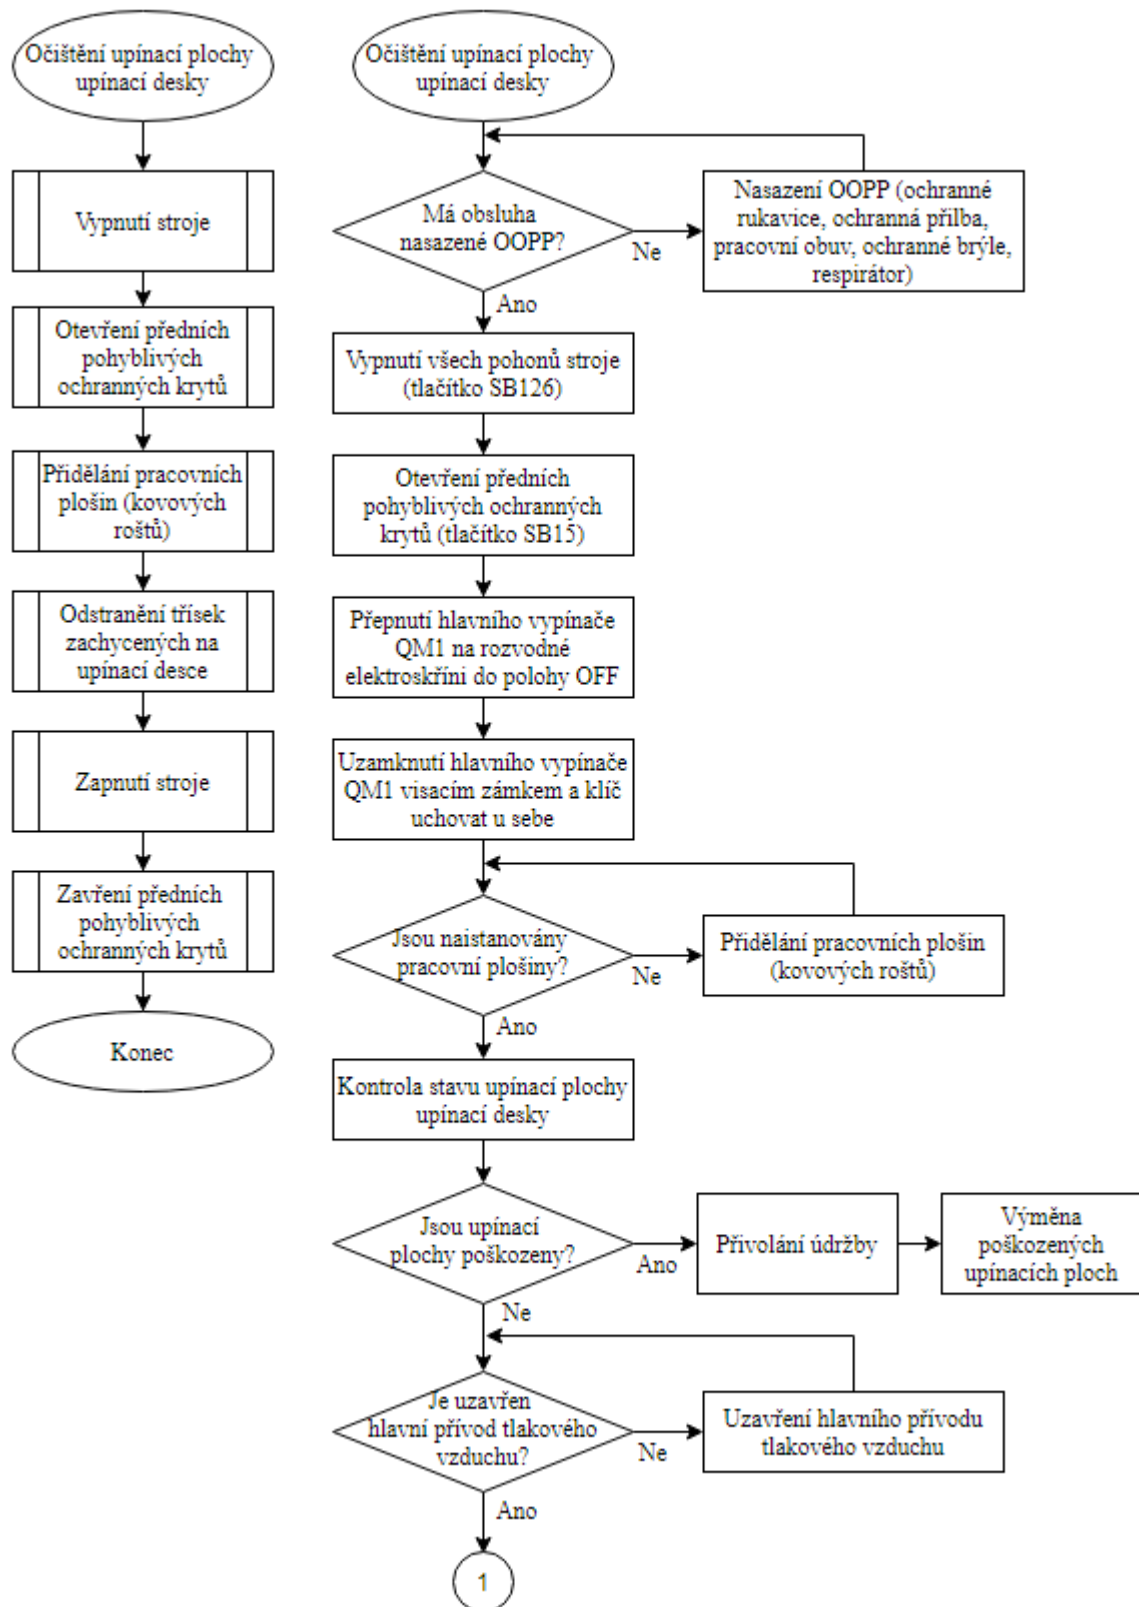 Očištění upínací plochy
upínací desky
Vypnutí stroje
Otevření předních
pohyblivých
ochranných krytů
Přidělání pracovních
plošin (kovových
roštů)
Odstranění třísek
zachycených na
upínací desce
Zapnutí stroje
Zavření předních
pohyblivých
ochranných krytů
Konec
Očištění upínací plochy
upínací desky
Má obsluha
nasazené OOPP?
Ne
Nasazení OOPP (ochranné
rukavice, ochranná přilba,
pracovní obuv, ochranné brýle,
respirátor)
Ano
Vypnutí všech pohonů stroje
(tlačítko SB126)
Otevření předních
pohyblivých ochranných
krytů (tlačítko SB15)
Přepnutí hlavního vypínače
QM1 na rozvodné
elektroskříni do polohy OFF
Uzamknutí hlavního vypínače
QM1 visacím zámkem a klíč
uchovat u sebe
Jsou naistanovány
pracovní plošiny?
Ne
Přidělání pracovních plošin
(kovových roštů)
Ano
Kontrola stavu upínací plochy
upínací desky
Jsou upínací
plochy poškozeny?
Ano
Přivolání údržby
Výměna
poškozených
upínacích ploch
Ne
Je uzavřen
hlavní přívod tlakového
vzduchu?
Ne
Uzavření hlavního přívodu
tlakového vzduchu
Ano
1